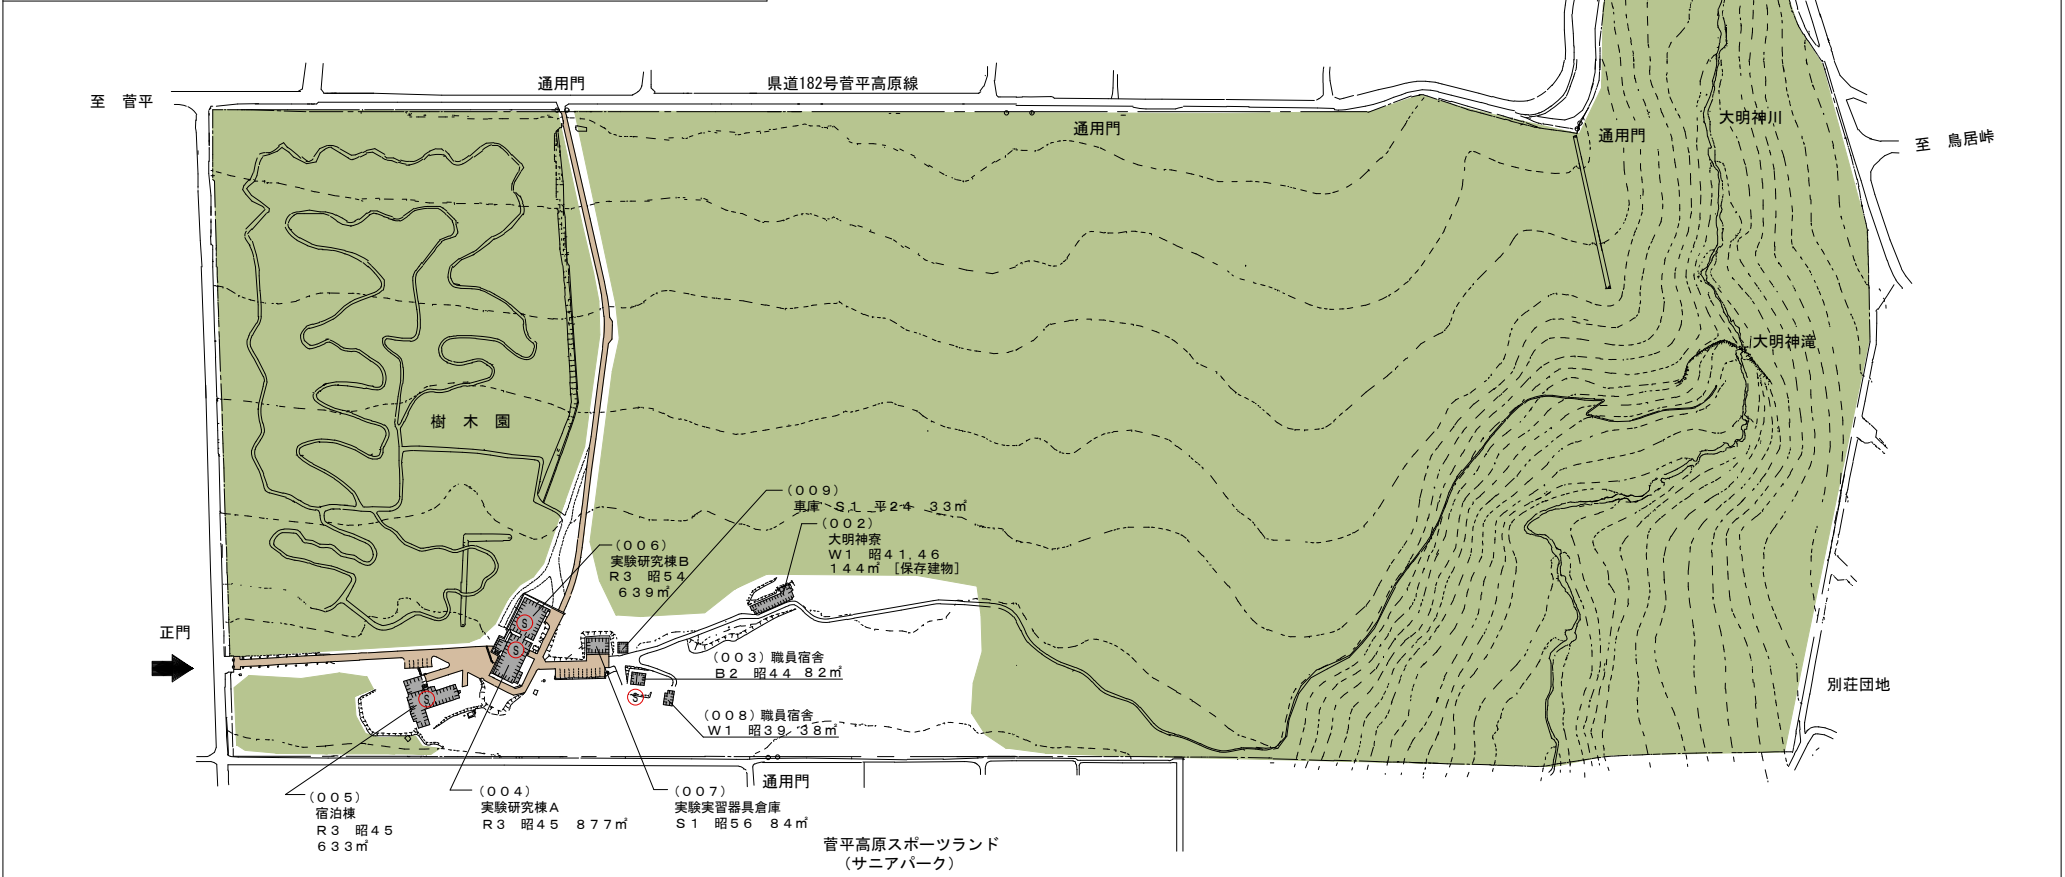 通用門
県道182号菅平高原線
至　菅平
通用門
通用門
大明神川
至　鳥居峠
大明神滝
樹　木　園
（００９）
車庫　Ｓ１　平２４　３３㎡
（００２）
大明神寮
Ｗ１　昭４１，４６
１４４㎡　［保存建物］
（００６）
実験研究棟Ｂ
Ｒ３　昭５４
６３９㎡
正門
（００３）職員宿舎
Ｂ２　昭４４　８２㎡
（００８）職員宿舎
Ｗ１　昭３９　３８㎡
Ｓ
Ｓ
Ｓ
Ｓ
別荘団地
通用門
（００５）
宿泊棟
Ｒ３　昭４５
６３３㎡
（００４）
実験研究棟Ａ
Ｒ３　昭４５　８７７㎡
（００７）
実験実習器具倉庫
Ｓ１　昭５６　８４㎡
菅平高原スポーツランド
（サニアパーク）